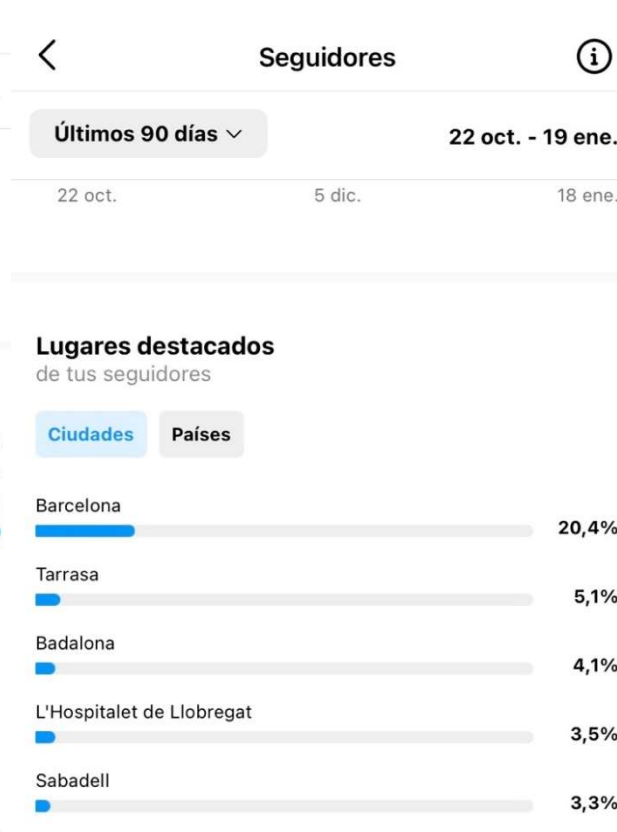 Seguidores
Últimos 90 días 22 oct. - 19 ene.
22 oct. 5 dic. 18 ene.
Lugares destacados
de tus seguidores
Ciudades Países
Barcelona
20,4%
Tarrasa
5,1%
Badalona
4,1%
L'Hospitalet de Llobregat
3,5%
Sabadell
3,3%